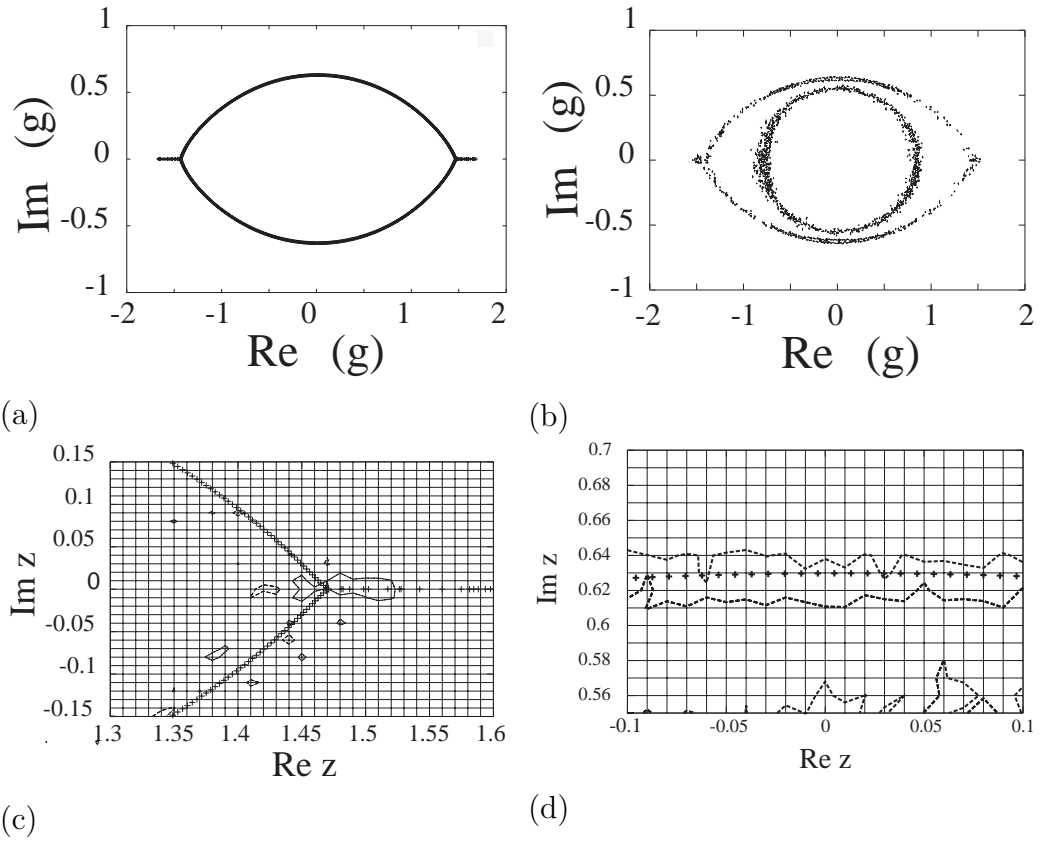 1
0.5
0
-0.5
-1
-2 -1 0 1 2
Im (g)
Re (g)
(a)
1
0.5
0
-0.5
-1
-2 -1 0 1 2
Im (g)
Re (g)
(b)
0.15
0.1
0.05
0
-0.05
-0.1
-0.15
1.3 1.35 1.4 1.45 1.5 1.55 1.6
Im z
Re z
(c)
0.7
0.68
0.66
0.64
0.62
0.6
0.58
0.56
-0.1 -0.05 0 0.05 0.1
Im z
Re z
(d)